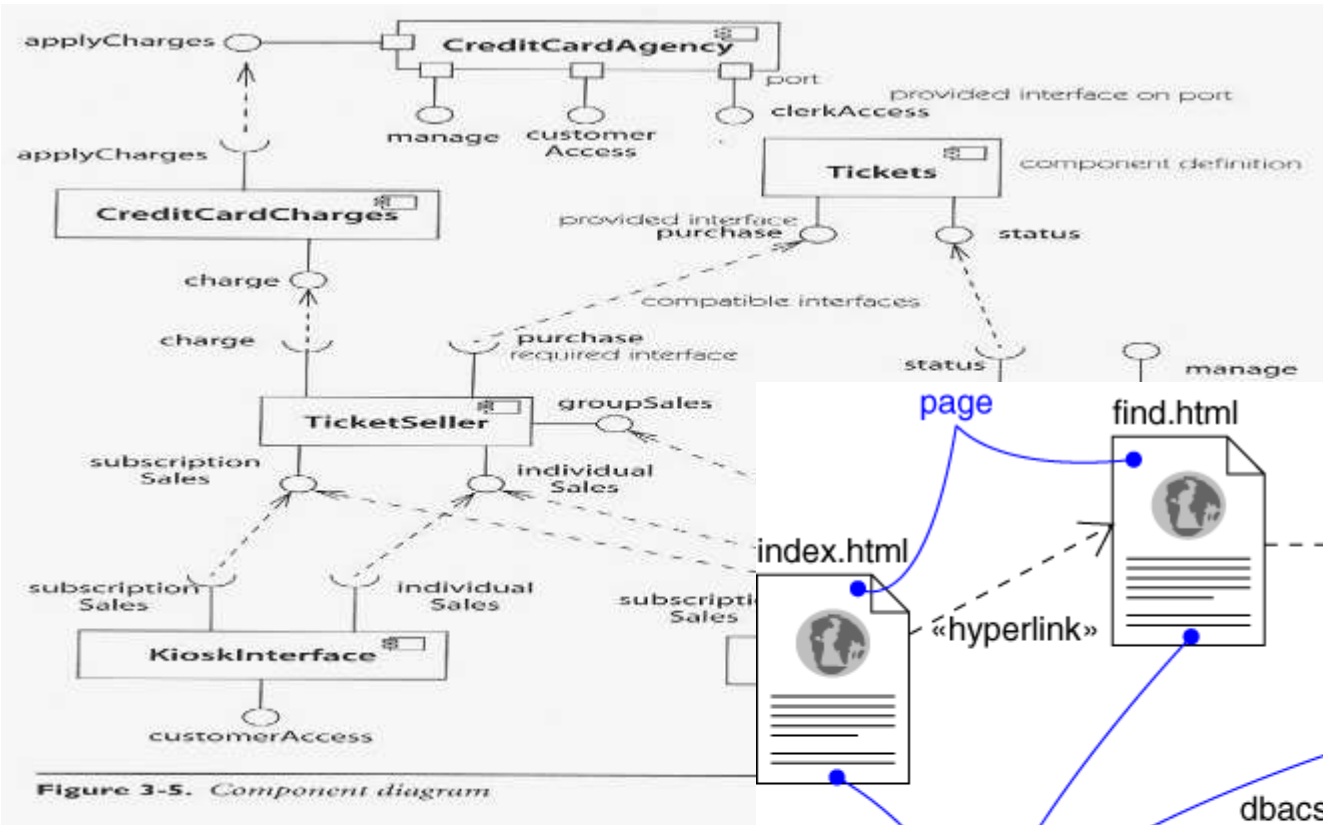 applyCharges
CreditCardAgency
port
provided interface on port
manage
customer
Access
clerkAccess
applyCharges
Tickets
component definition
CreditCardCharges
provided interface
purchase
status
charge
compatible interfaces
charge
purchase
required interface
status
manage
page
find.html
groupSales
TicketSeller
subscription
Sales
individual
Sales
index.html
subscription
Sales
individual
Sales
subscripti
Sales
«hyperlink»
KioskInterface
customerAccess
Figure 3-5. Component diagram
dbacs